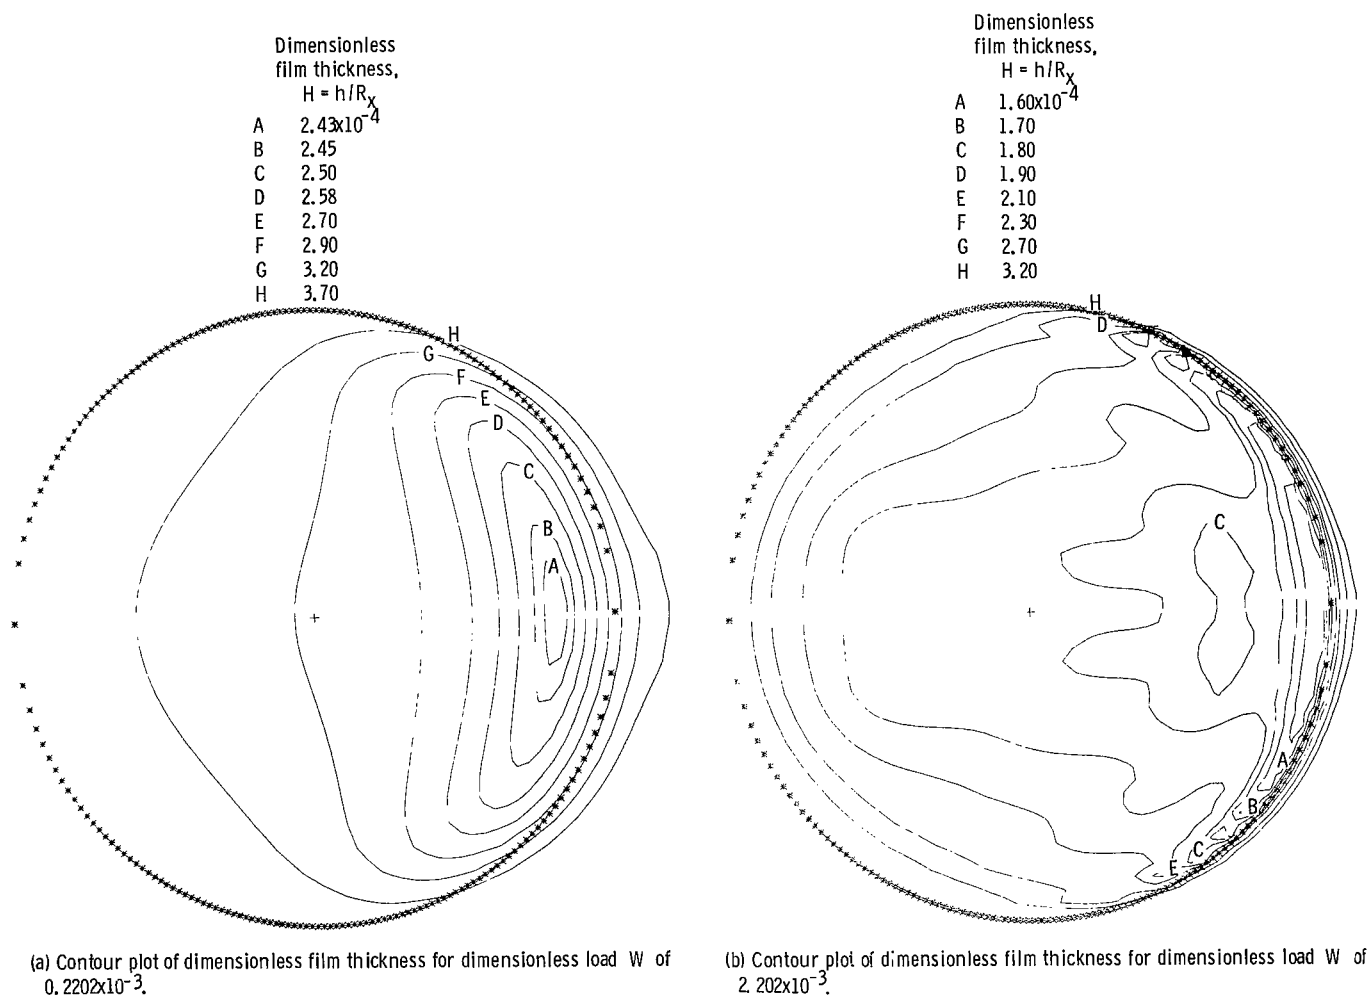 Dimensionless
film thickness,
H = h/Rx
A 2.43x10-4
B 2.45
C 2.50
D 2.58
E 2.70
F 2.90
G 3.20
H 3.70
H
G
F
E
D
C
B
A
(a) Contour plot of dimensionless film thickness for dimensionless load W of
0.2202x10-3.
Dimensionless
film thickness,
H = h/Rx
A 1.60x10-4
B 1.70
C 1.80
D 1.90
E 2.10
F 2.30
G 2.70
H 3.20
H
D
C
A
B
C
E
(b) Contour plot of dimensionless film thickness for dimensionless load W of
2.202x10-3.